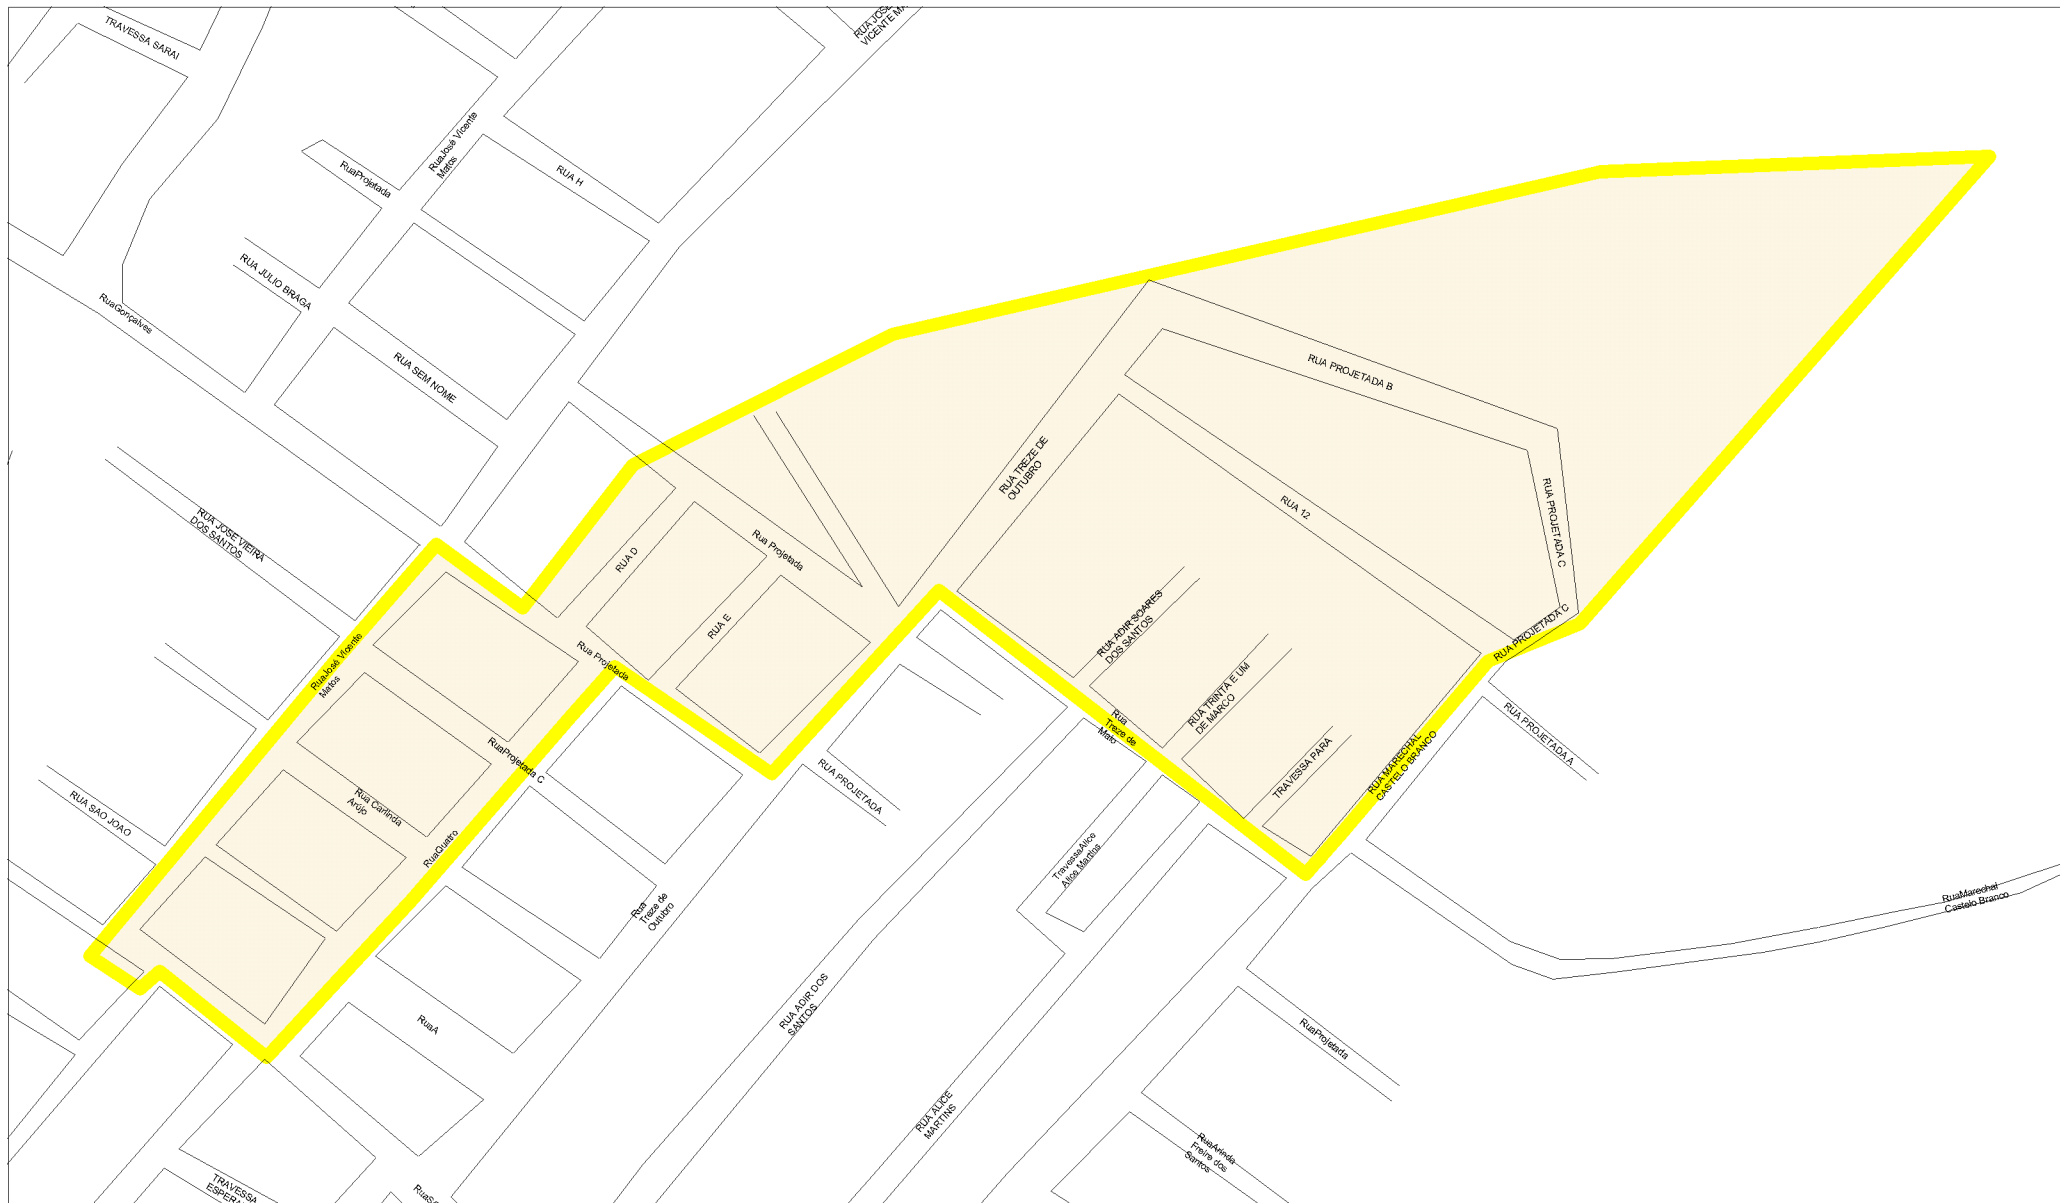 TRAVESSA SARAI
RUA JOSE
VICENTE MA
RuaJosé Vicente
Matos
RuaProjetada
RUA H
RUA JULIO BRAGA
RuaGonçalves
RUA SEM NOME
RUA PROJETADA B
RUA TREZE DE
OUTUBRO
RUA 12
RUA PROJETADA C
RUA JOSE VIEIRA
DOS SANTOS
RUA D
Rua Projetada
RUA E
RUA ADIR SOARES
DOS SANTOS
RUA PROJETADA C
RuaJosé Vicente
Matos
Rua Projetada
RUA TRINTA E UM
DE MARCO
Rua
Treze de
Maio
RUA PROJETADA A
RuaProjetada C
RUA PROJETADA
TRAVESSA PARA
RUA MARECHAL
CASTELO BRANCO
RUA SAO JOAO
Rua Carlinda
Arújo
RuaQuatro
TravessaAlice
Alice Martins
Rua
Treze de
Outubro
RuaMarechal
Castelo Branco
RUA ADIR DOS
SANTOS
RuaA
RuaProjetada
RUA ALICE
MARTINS
RuaArinda
Freire dos
Santos
TRAVESSA
ESPERA